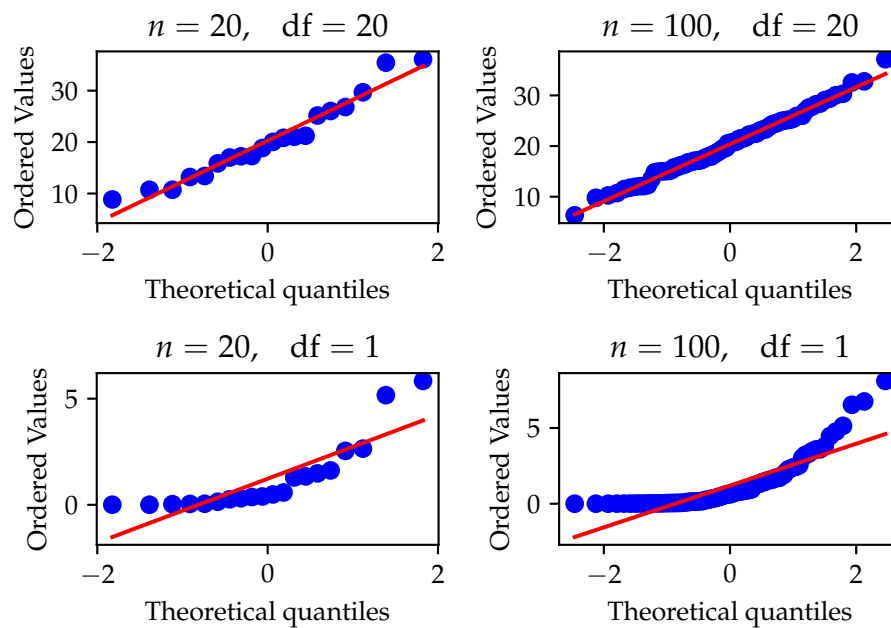 n = 20, df = 20
Ordered Values
30
20
10
−2 0 2
Theoretical quantiles
n = 100, df = 20
Ordered Values
30
20
10
−2 0 2
Theoretical quantiles
n = 20, df = 1
Ordered Values
5
0
−2 0 2
Theoretical quantiles
n = 100, df = 1
Ordered Values
5
0
−2 0 2
Theoretical quantiles